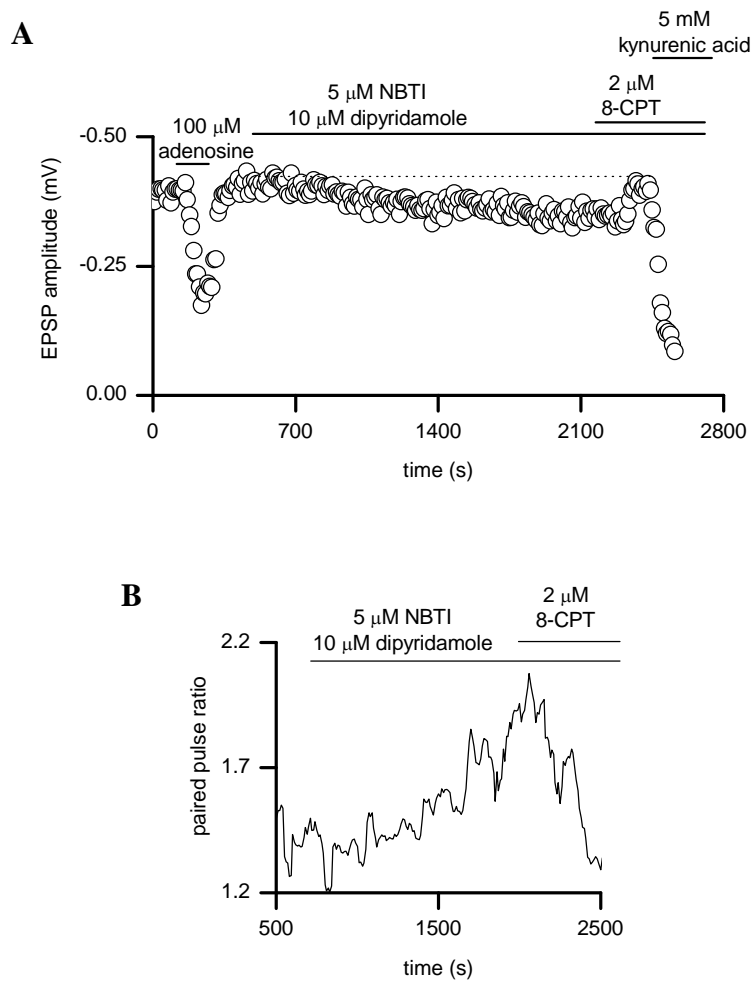 A
5 mM
kynurenic acid
5 μM NBTI
10 μM dipyridamole
2 μM
8-CPT
100 μM
adenosine
-0.50
-0.25
0.00
EPSP amplitude (mV)
0
700
1400
2100
2800
time (s)
B
5 μM NBTI
10 μM dipyridamole
2 μM
8-CPT
2.2
1.7
1.2
paired pulse ratio
500
1500
2500
time (s)